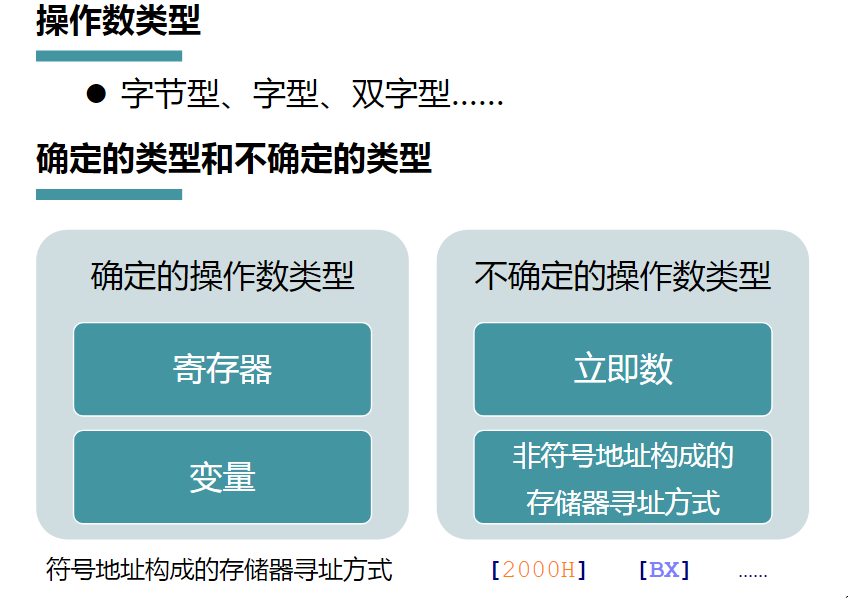 操作数类型
● 字节型、字型、双字型……
确定的类型和不确定的类型
确定的操作数类型
寄存器
变量
符号地址构成的存储器寻址方式
不确定的操作数类型
立即数
非符号地址构成的
存储器寻址方式
[2000H] [BX] ……